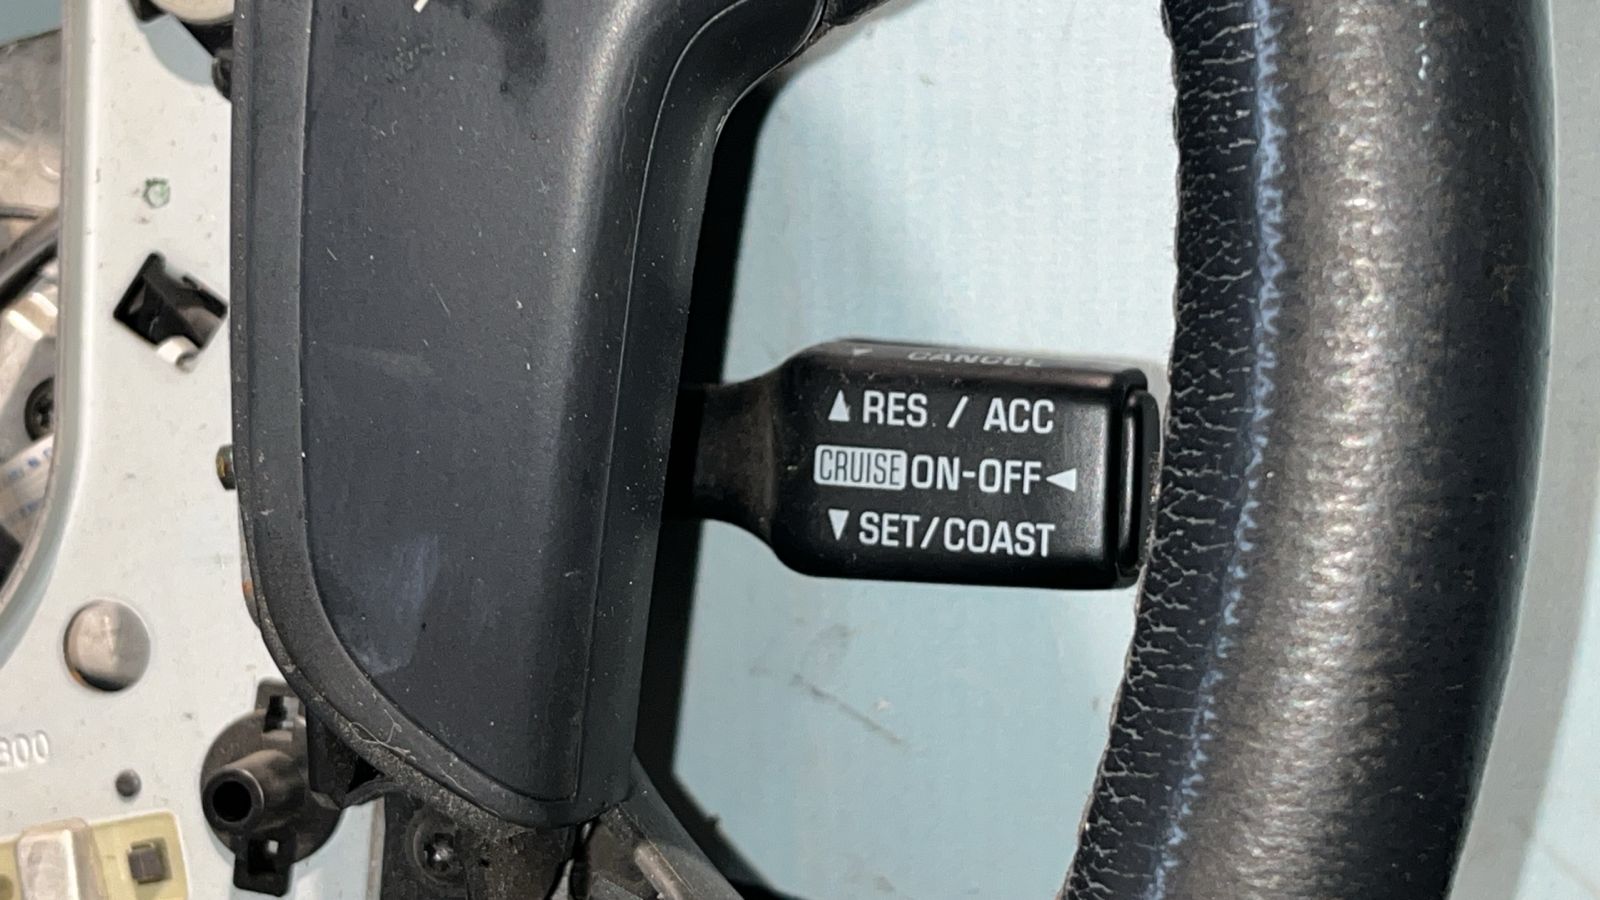 ▼ CANCEL
▲ RES / ACC
CRUISE ON-OFF ◀
▼ SET/COAST